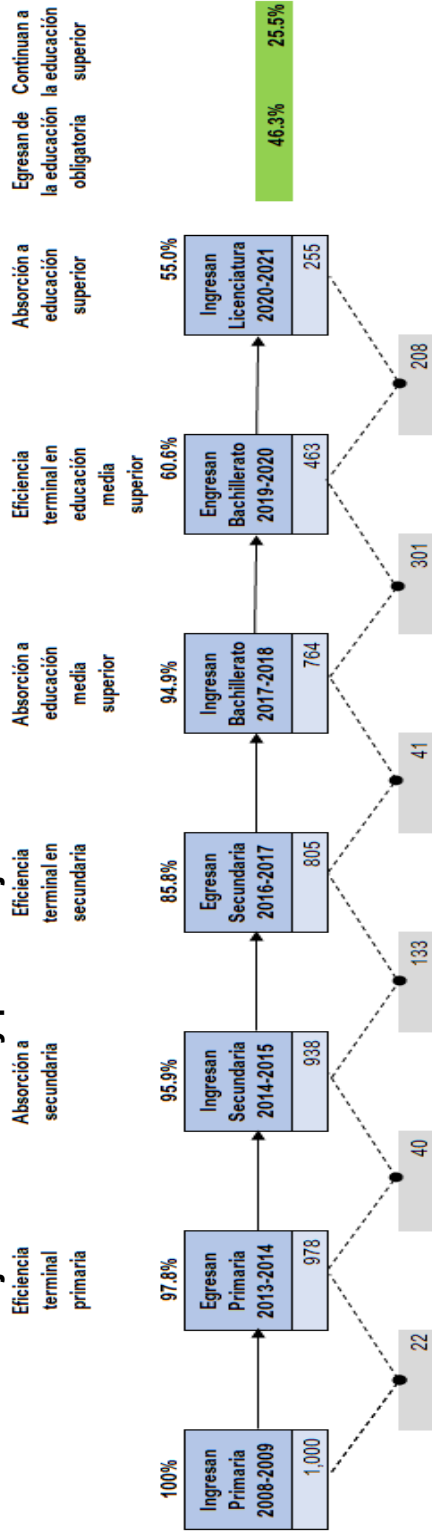 Eficiencia
terminal
primaria
Absorción a
secundaria
Eficiencia
terminal en
secundaria
Absorción a
educación
media
superior
Eficiencia
terminal en
educación
media
superior
Absorción a
educación
superior
Egresan de
la educación
obligatoria
Continuan a
la educación
superior
100%
97.8%
95.9%
85.8%
94.9%
60.6%
55.0%
Ingresan
Primaria
2008-2009
1,000
Egresan
Primaria
2013-2014
978
Ingresan
Secundaria
2014-2015
938
Egresan
Secundaria
2016-2017
805
Ingresan
Bachillerato
2017-2018
764
Engresan
Bachillerato
2019-2020
463
Ingresan
Licenciatura
2020-2021
255
46.3%
25.5%
22
40
133
41
301
208